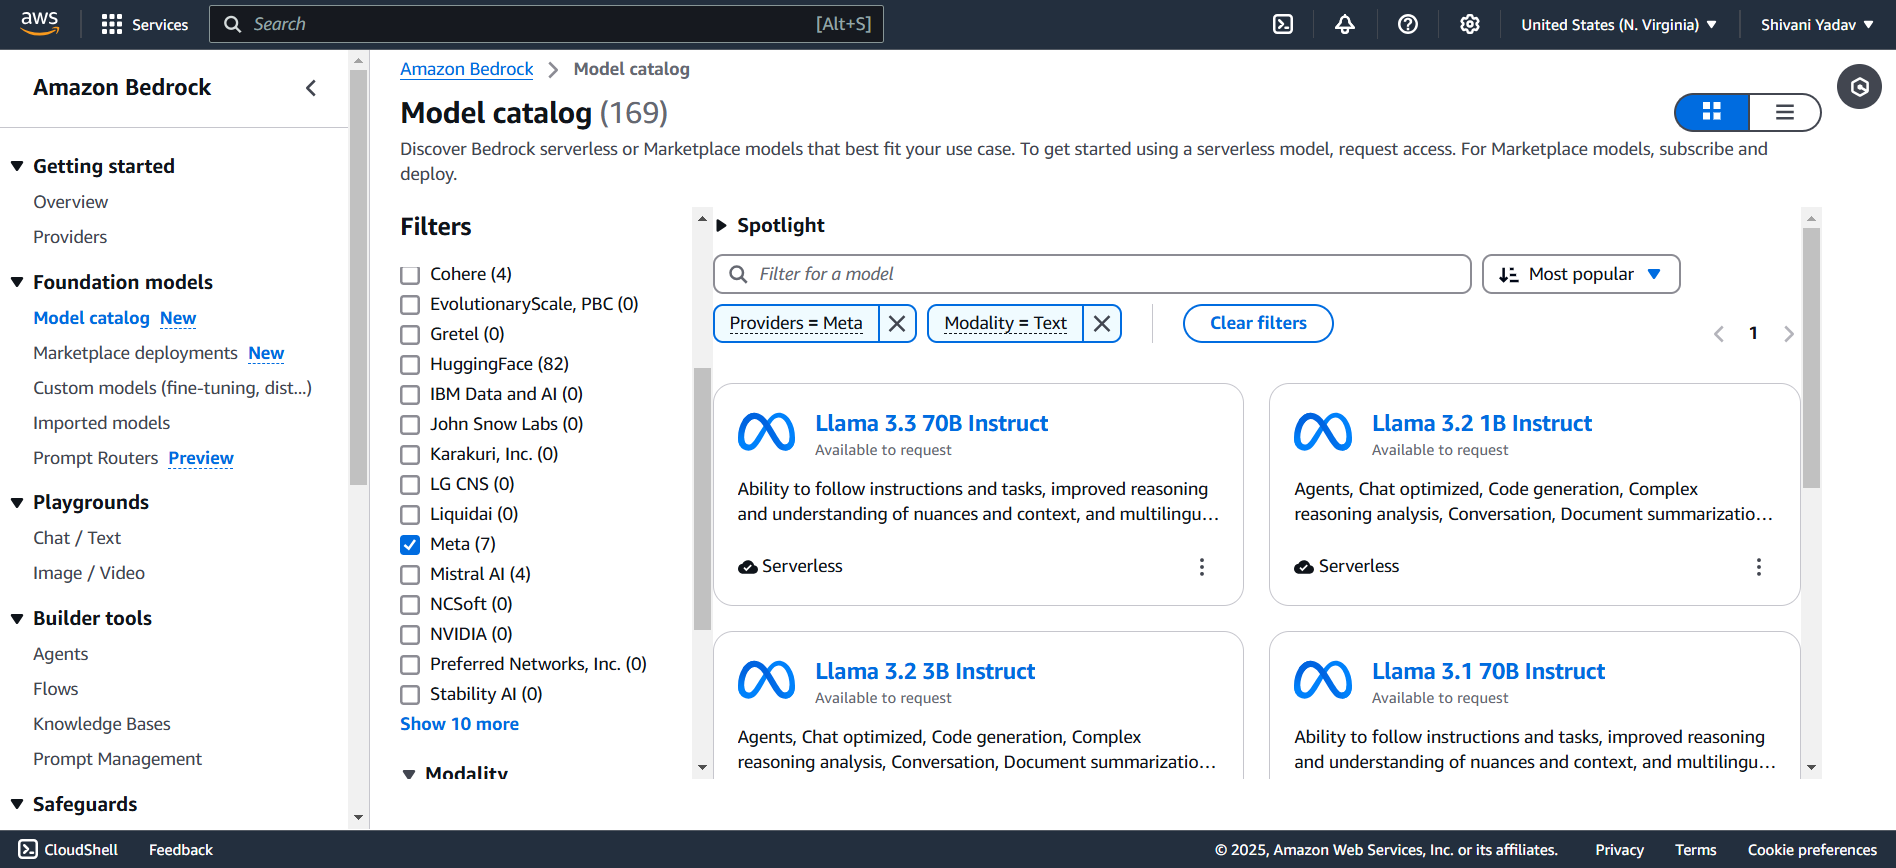 aws
Services
Search
[Alt+S]
United States (N. Virginia)
Shivani Yadav
Amazon Bedrock
Getting started
Overview
Providers
Foundation models
Model catalog New
Marketplace deployments New
Custom models (fine-tuning, dist...)
Imported models
Prompt Routers Preview
Playgrounds
Chat / Text
Image / Video
Builder tools
Agents
Flows
Knowledge Bases
Prompt Management
Safeguards
Amazon Bedrock
Model catalog
Model catalog (169)
Discover Bedrock serverless or Marketplace models that best fit your use case. To get started using a serverless model, request access. For Marketplace models, subscribe and
deploy.
Filters
Cohere (4)
EvolutionaryScale, PBC (0)
Gretel (0)
HuggingFace (82)
IBM Data and AI (0)
John Snow Labs (0)
Karakuri, Inc. (0)
LG CNS (0)
Liquidai (0)
Meta (7)
Mistral AI (4)
NCSoft (0)
NVIDIA (0)
Preferred Networks, Inc. (0)
Stability AI (0)
Show 10 more
Modality
Spotlight
Filter for a model
Most popular
Providers = Meta
Modality = Text
Clear filters
1
Llama 3.3 70B Instruct
Available to request
Ability to follow instructions and tasks, improved reasoning
and understanding of nuances and context, and multilingu...
Serverless
Llama 3.2 1B Instruct
Available to request
Agents, Chat optimized, Code generation, Complex
reasoning analysis, Conversation, Document summarizatio...
Serverless
Llama 3.2 3B Instruct
Available to request
Agents, Chat optimized, Code generation, Complex
reasoning analysis, Conversation, Document summarizatio...
Llama 3.1 70B Instruct
Available to request
Ability to follow instructions and tasks, improved reasoning
and understanding of nuances and context, and multilingu...
CloudShell
Feedback
© 2025, Amazon Web Services, Inc. or its affiliates.
Privacy
Terms
Cookie preferences